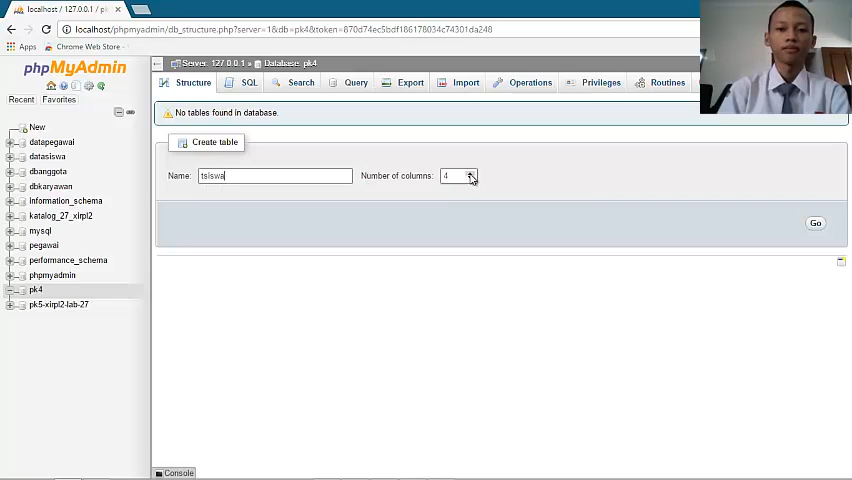 localhost / 127.0.0.1 / pk
localhost/phpmyadmin/db_structure.php?server=1&db=pk4&token=870d74ec5bdf186178034c74301da248
Apps Chrome Web Store -
phpMyAdmin
Recent Favorites
New
datapegawai
datasiswa
dbanggota
dbkaryawan
information_schema
katalog_27_xirpl2
mysql
pegawai
performance_schema
phpmyadmin
pk4
pk5-xirpl2-lab-27
Server: 127.0.0.1 » Database: pk4
Structure SQL Search Query Export Import Operations Privileges Routines
No tables found in database.
Create table
Name: tsiswa Number of columns: 4
Go
Console